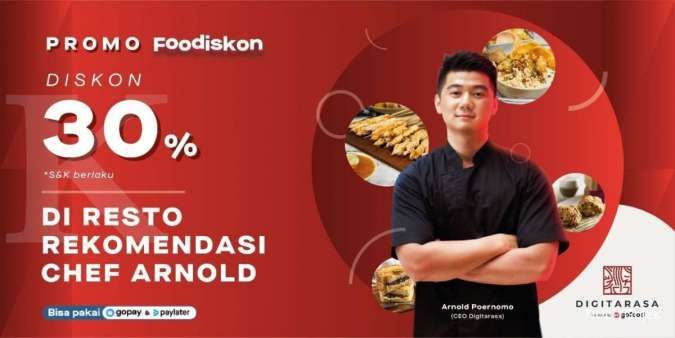 PROMO Foodiskon
DISKON
30%
*S&K berlaku
DI RESTO
REKOMENDASI
CHEF ARNOLD
Bisa pakai gopay & paylater
Arnold Poernomo
(CEO Digitarasa)
DIGITARASA
gofood
K